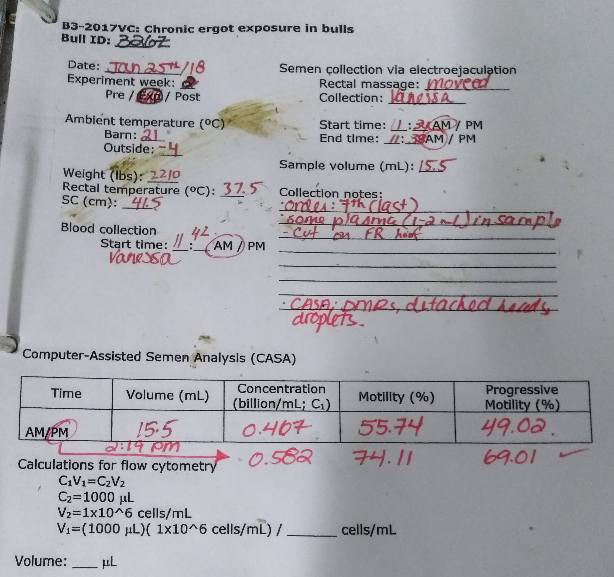 B3-2017VC: Chronic ergot exposure in bulls
Bull ID: 3267
Date: Jan 25th/18
Experiment week: 2
Pre / Exp / Post
Ambient temperature (ºC)
Barn: 21
Outside: -4
Weight (lbs): 2210
Rectal temperature (ºC): 37.5
SC (cm): 41.5
Blood collection
Start time: 11:42 AM / PM
Vanessa
Semen collection via electroejaculation
Rectal massage: moveed
Collection: Vanessa
Start time: AM / PM
End time: 11: AM / PM
Sample volume (mL): 15.5
Collection notes:
· order: 7th (last)
- some plasma (1-2 mL) in sample
- cut on FR hoof
· CASA: DMRs, detached heads,
droplets.
Computer-Assisted Semen Analysis (CASA)
Time Volume (mL) Concentration (billion/mL; C₁) Motility (%) Progressive Motility (%)
AM/PM 15.5 0.467 55.74 49.02.
2:19 pm 0.582 74.11 69.01 ✓
Calculations for flow cytometry
C₁V₁=C₂V₂
C₂=1000 µL
V₂=1x10^6 cells/mL
V₁=(1000 µL)( 1x10^6 cells/mL) / ______ cells/mL
Volume: ___ µL